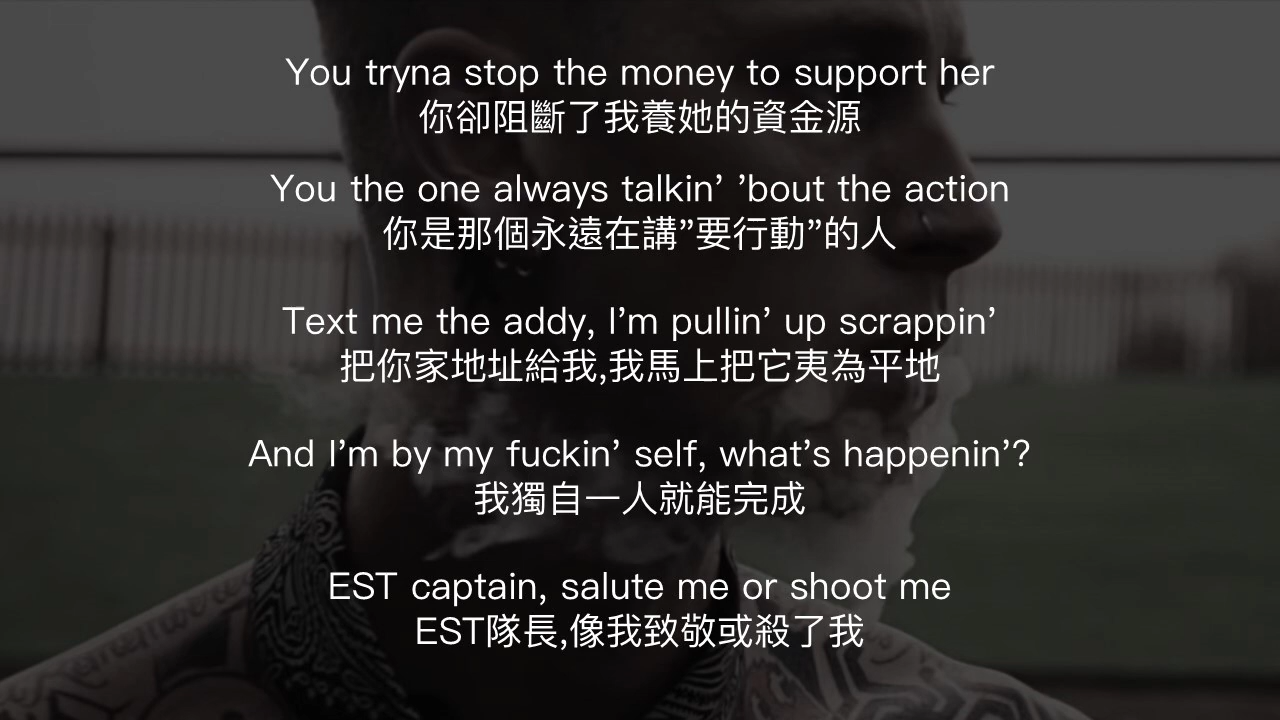 You tryna stop the money to support her
你卻阻斷了我養她的資金源
You the one always talkin’ ’bout the action
你是那個永遠在講”要行動”的人
Text me the addy, I’m pullin’ up scrappin’
把你家地址給我,我馬上把它夷為平地
And I’m by my fuckin’ self, what’s happenin’?
我獨自一人就能完成
EST captain, salute me or shoot me
EST隊長,像我致敬或殺了我